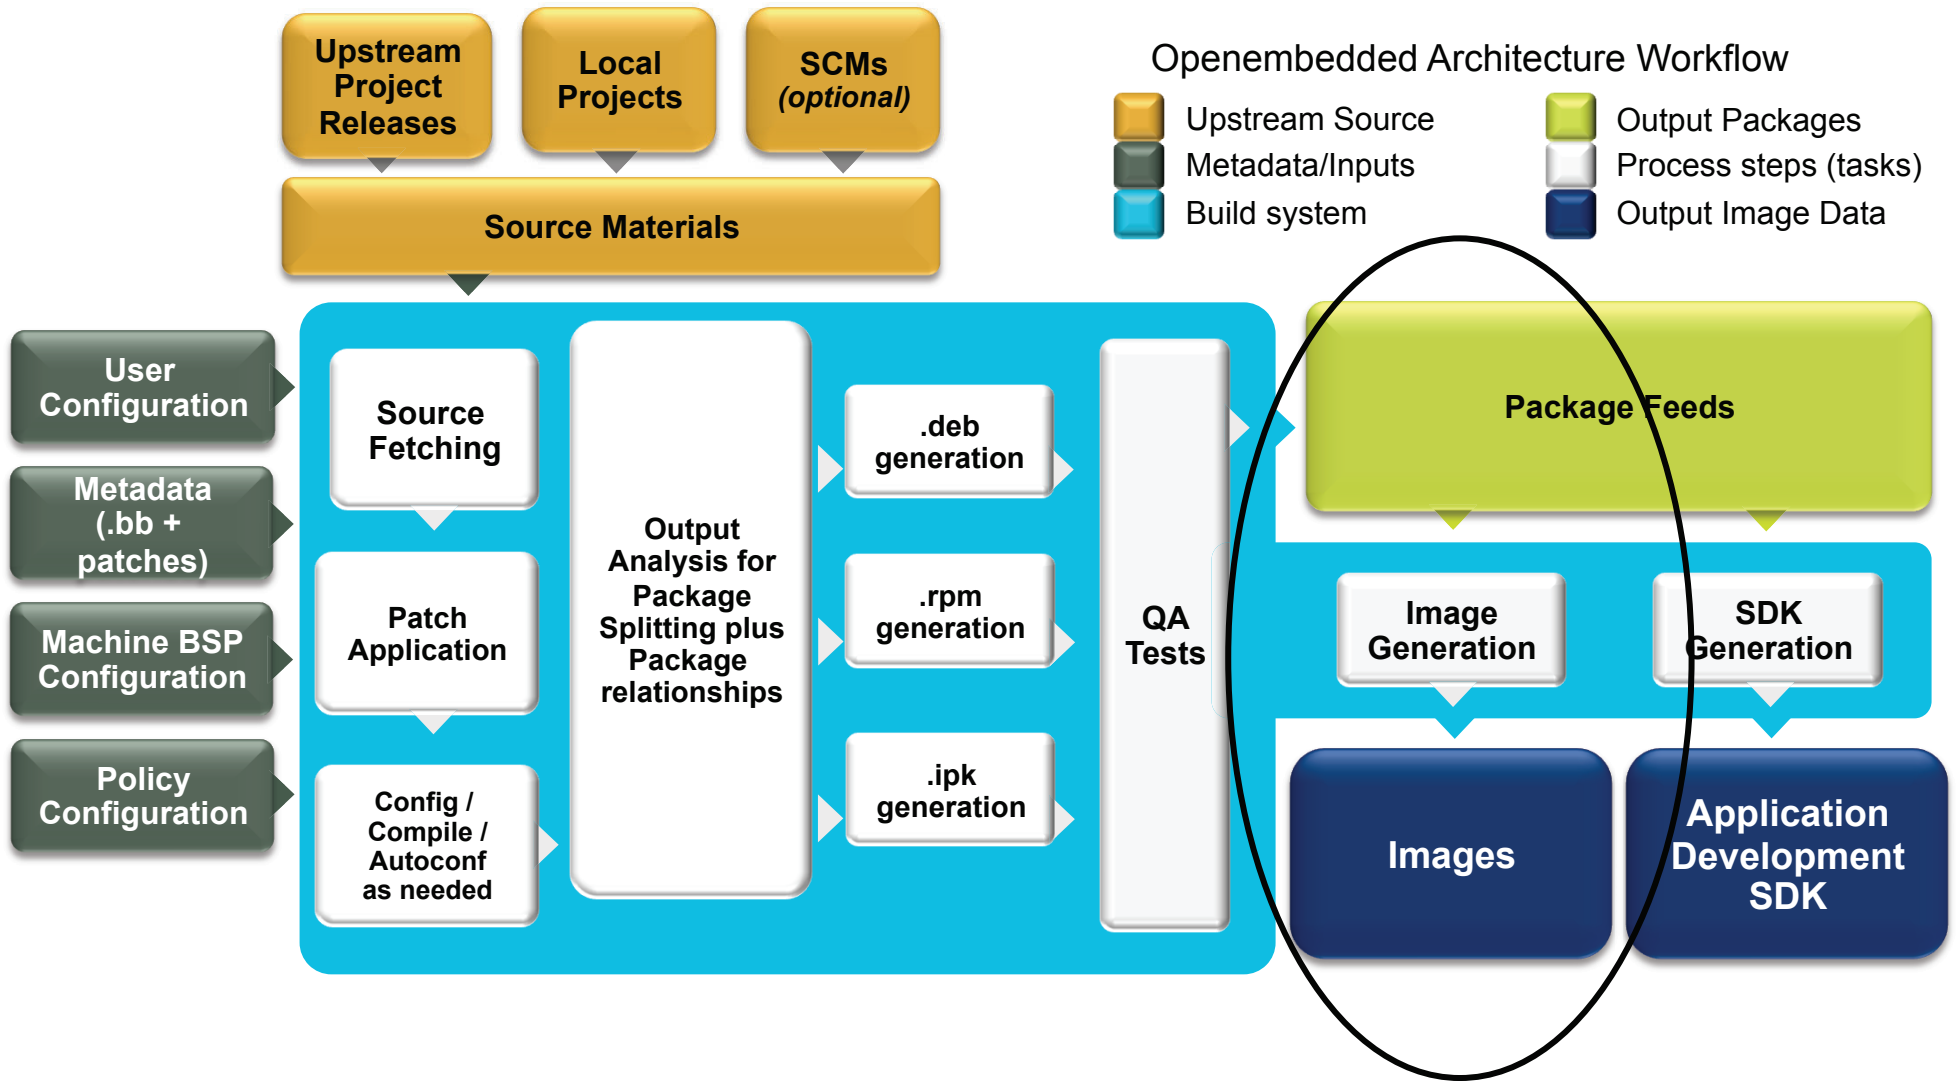 Upstream
Project
Releases
Local
Projects
SCMs
(optional)
Openembedded Architecture Workflow
Upstream Source
Metadata/Inputs
Build system
Output Packages
Process steps (tasks)
Output Image Data
Source Materials
User
Configuration
Metadata
(.bb +
patches)
Machine BSP
Configuration
Policy
Configuration
Source
Fetching
Patch
Application
Config /
Compile /
Autoconf
as needed
Output
Analysis for
Package
Splitting plus
Package
relationships
.deb
generation
.rpm
generation
.ipk
generation
QA
Tests
Package Feeds
Image
Generation
SDK
Generation
Images
Application
Development
SDK